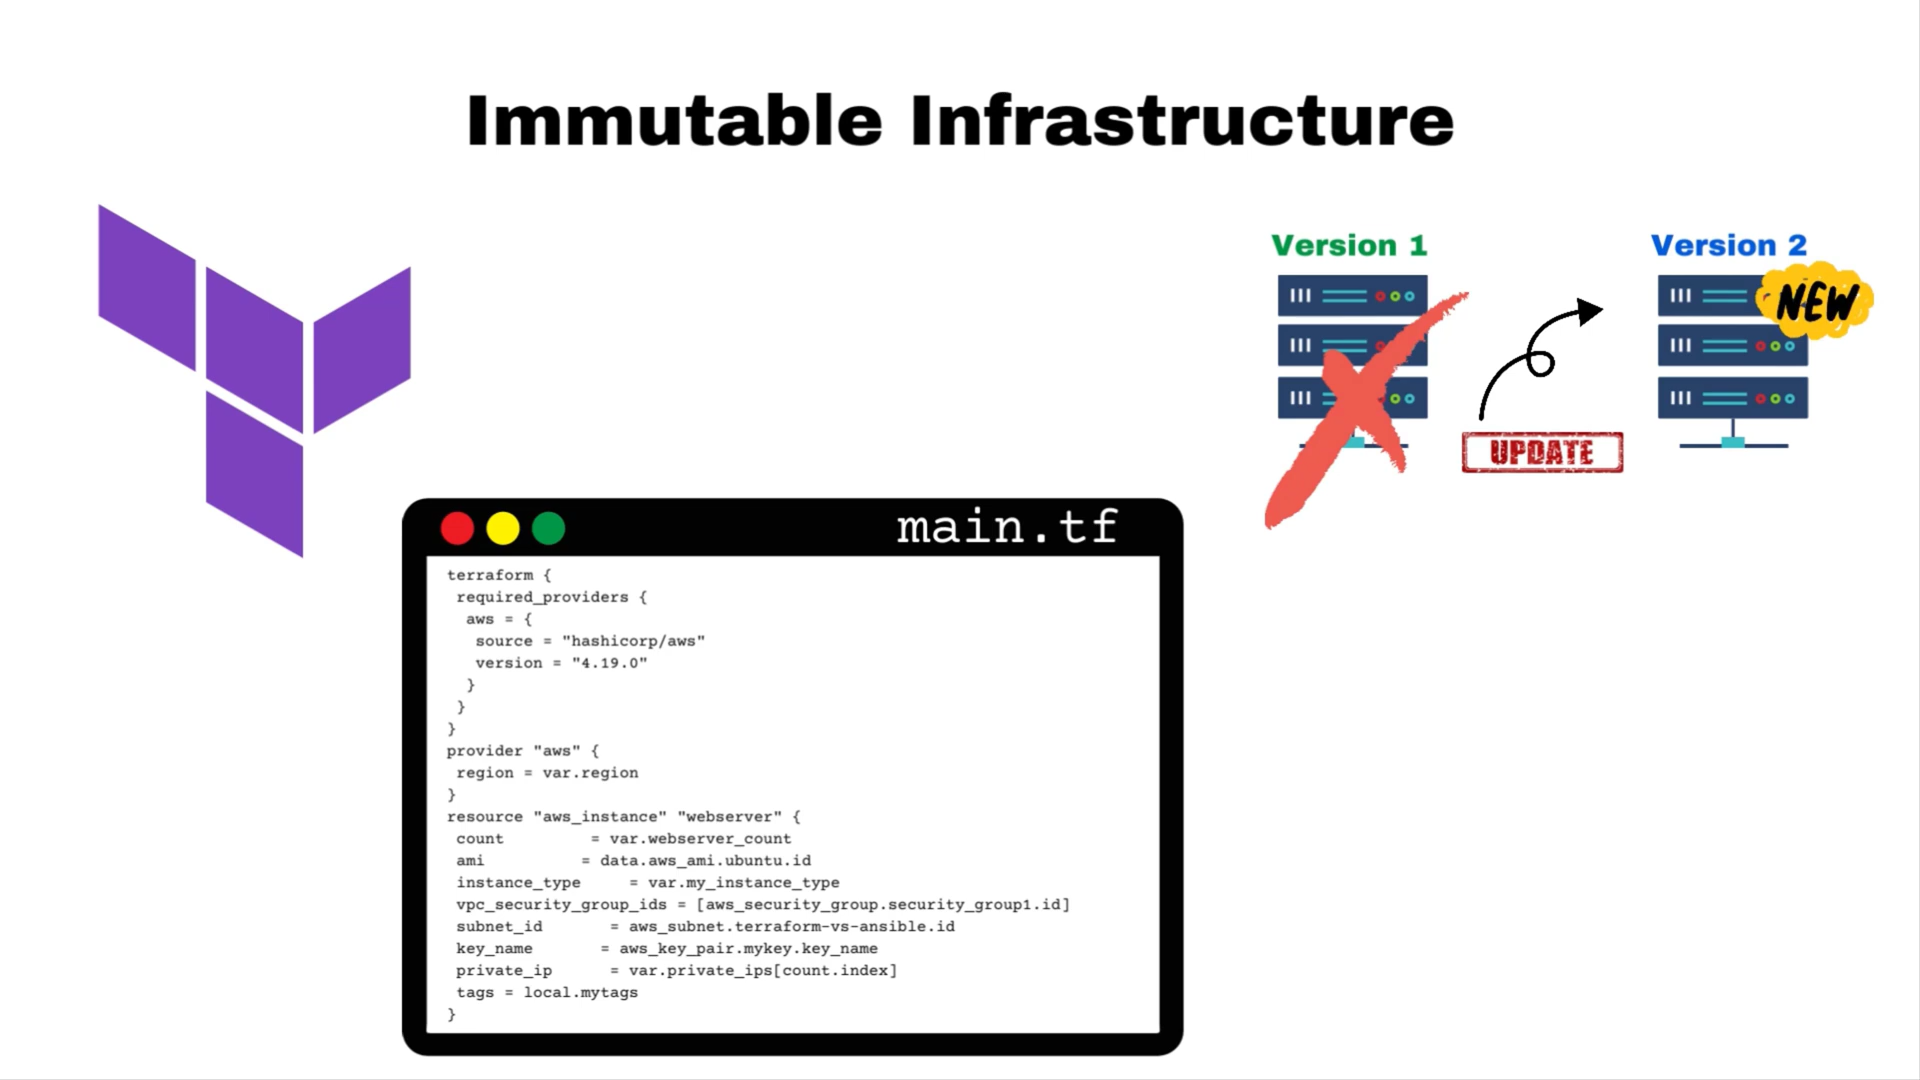 Immutable Infrastructure
Version 1
Version 2
NEW
UPDATE
main.tf
terraform {
 required_providers {
  aws = {
   source = "hashicorp/aws"
   version = "4.19.0"
  }
 }
}
provider "aws" {
 region = var.region
}
resource "aws_instance" "webserver" {
 count         = var.webserver_count
 ami          = data.aws_ami.ubuntu.id
 instance_type     = var.my_instance_type
 vpc_security_group_ids = [aws_security_group.security_group1.id]
 subnet_id       = aws_subnet.terraform-vs-ansible.id
 key_name       = aws_key_pair.mykey.key_name
 private_ip      = var.private_ips[count.index]
 tags = local.mytags
}